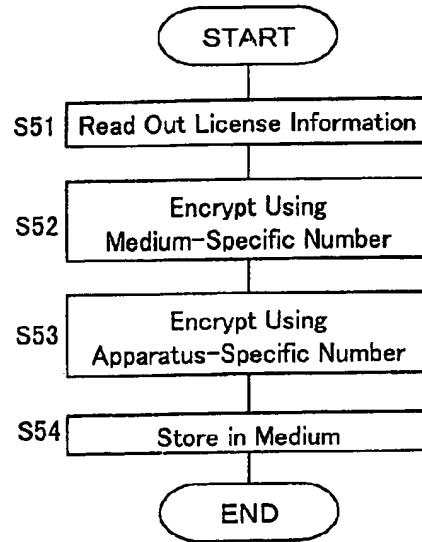 START
S51 Read Out License Information
S52 Encrypt Using
Medium-Specific Number
S53 Encrypt Using
Apparatus-Specific Number
S54 Store in Medium
END